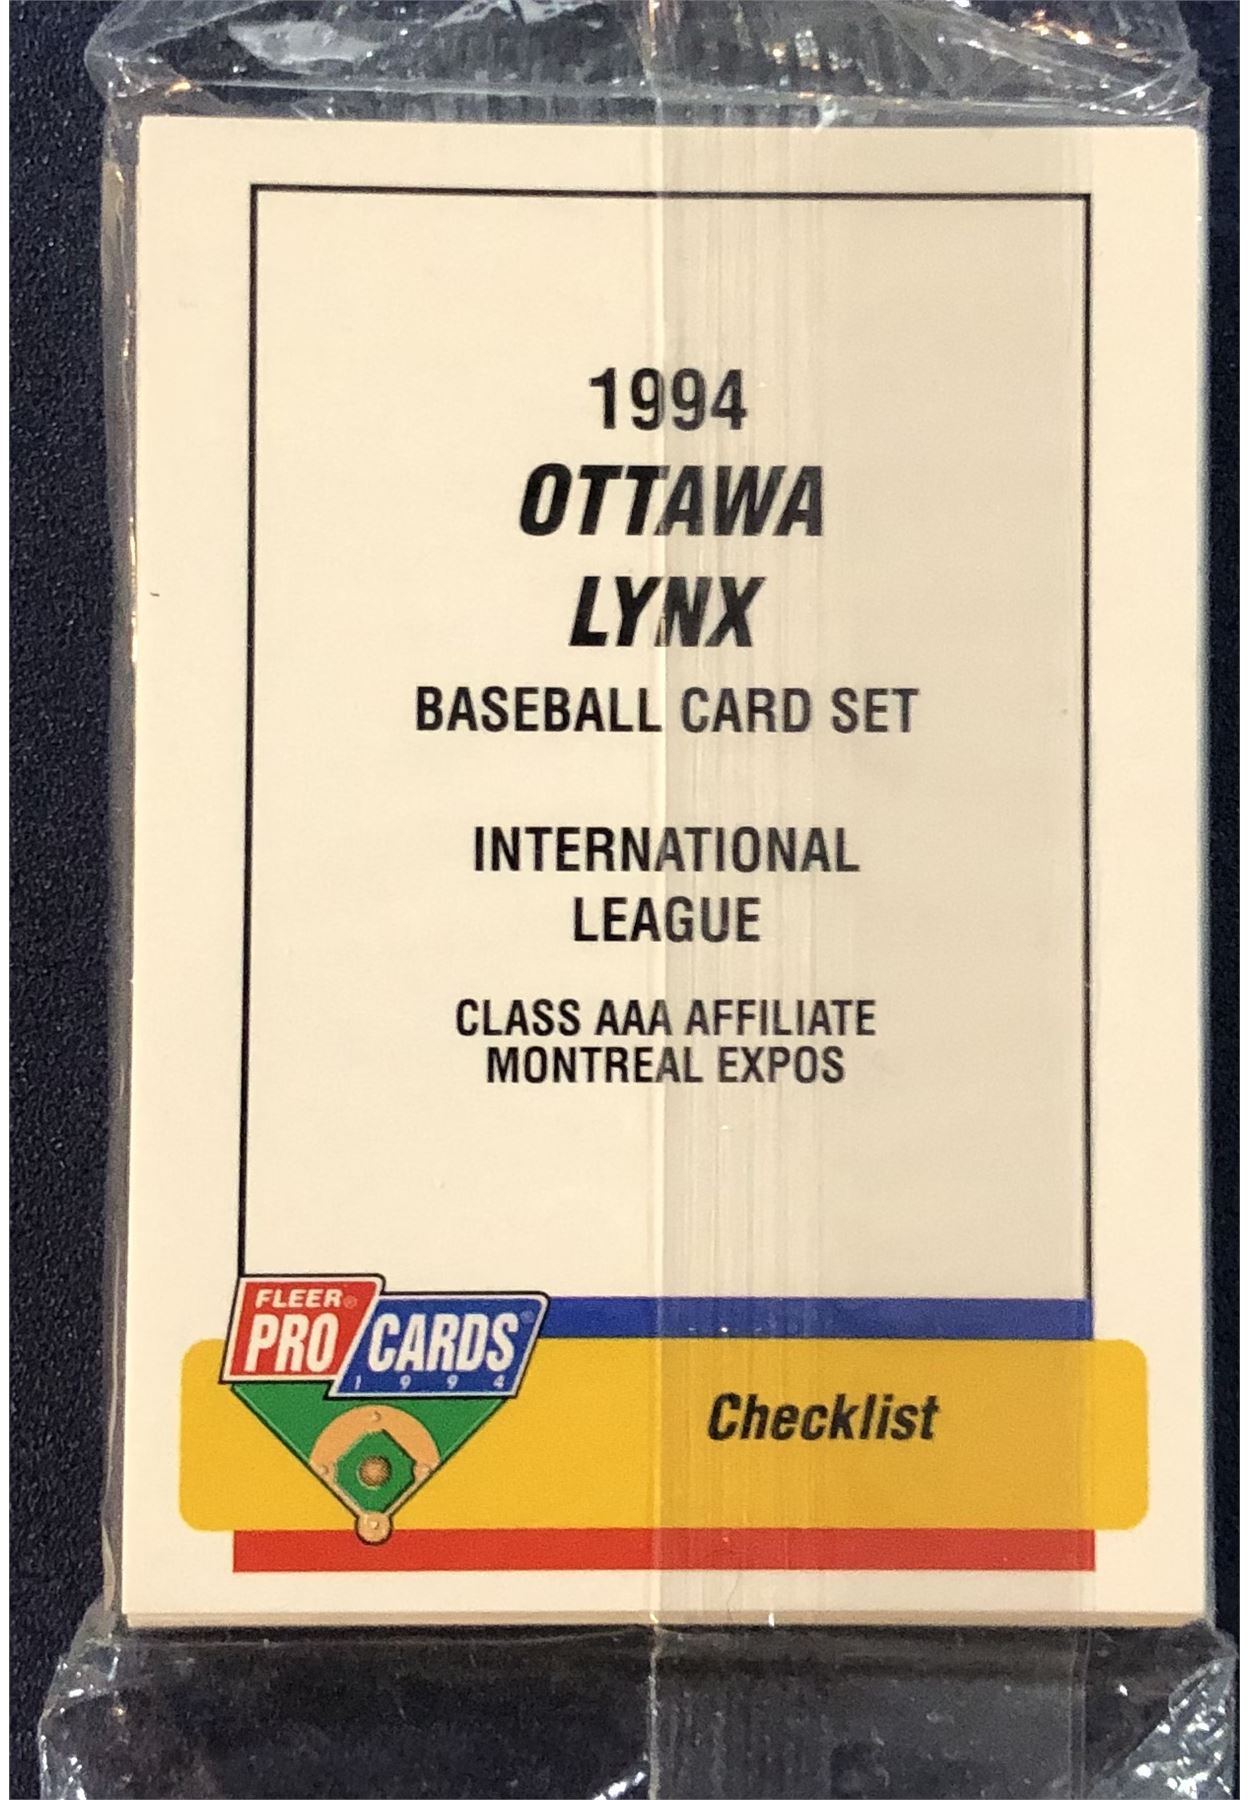 1994
OTTAWA
LYNX
BASEBALL CARD SET
INTERNATIONAL
LEAGUE
CLASS AAA AFFILIATE
MONTREAL EXPOS
FLEER®
PRO CARDS®
1994
Checklist